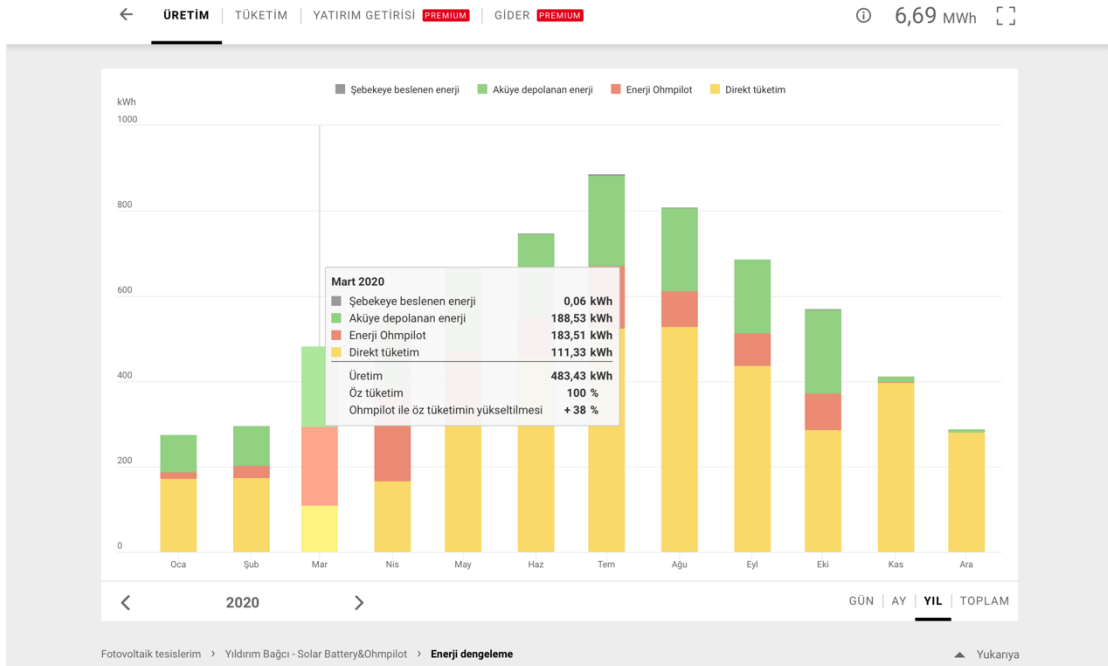 ÜRETİM TÜKETİM YATIRIM GETİRİSİ PREMIUM GİDER PREMIUM 6,69 MWh
Şebekeye beslenen enerji Aküye depolanan enerji Enerji Ohmpilot Direkt tüketim
kWh
1000
800
600
400
200
0
Mart 2020
Şebekeye beslenen enerji 0,06 kWh
Aküye depolanan enerji 188,53 kWh
Enerji Ohmpilot 183,51 kWh
Direkt tüketim 111,33 kWh
Üretim 483,43 kWh
Öz tüketim 100 %
Ohmpilot ile öz tüketimin yükseltilmesi + 38 %
Oca Şub Mar Nis May Haz Tem Ağu Eyl Eki Kas Ara
2020 GÜN AY YIL TOPLAM
Fotovoltaik tesislerim > Yıldırım Bağcı - Solar Battery&Ohmpilot > Enerji dengeleme Yukarıya